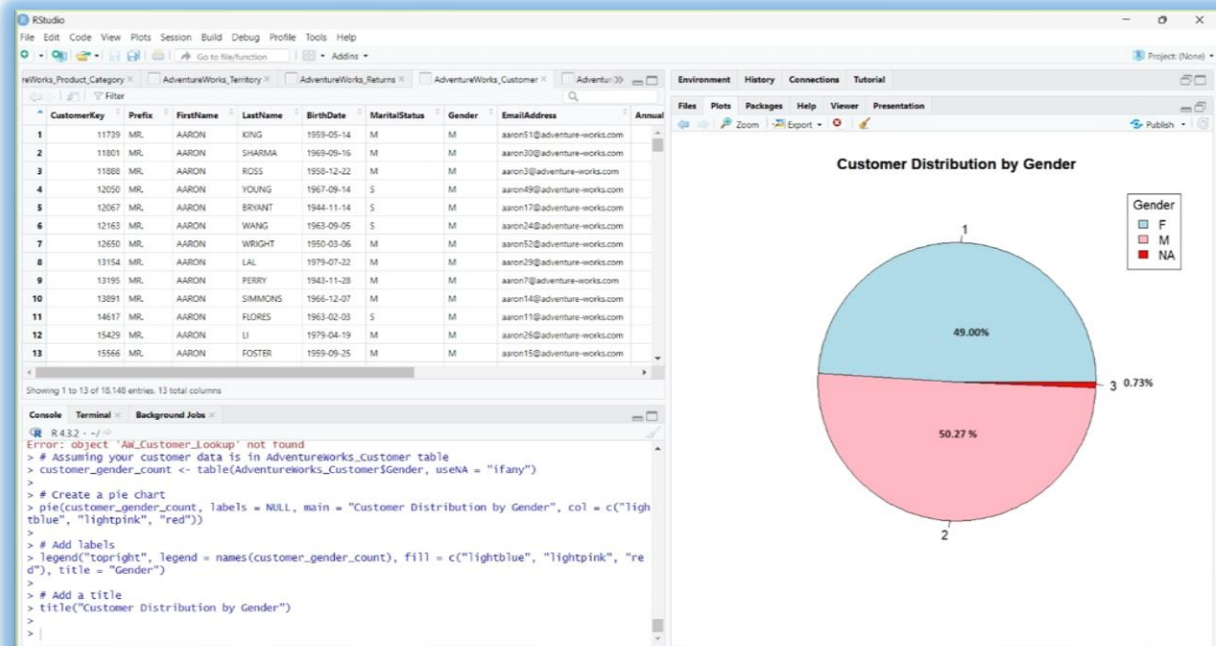 RStudio
File Edit Code View Plots Session Build Debug Profile Tools Help
Go to file/function
Addins
Project: (None)
reWorks_Product_Category
AdventureWorks_Territory
AdventureWorks_Returns
AdventureWorks_Customer
Adventur
Filter
CustomerKey Prefix FirstName LastName BirthDate MaritalStatus Gender EmailAddress Annual
1 11739 MR. AARON KING 1959-05-14 M M aaron51@adventure-works.com
2 11801 MR. AARON SHARMA 1969-09-16 M M aaron30@adventure-works.com
3 11888 MR. AARON ROSS 1958-12-22 M M aaron3@adventure-works.com
4 12050 MR. AARON YOUNG 1967-09-14 S M aaron49@adventure-works.com
5 12067 MR. AARON BRYANT 1944-11-14 S M aaron17@adventure-works.com
6 12163 MR. AARON WANG 1963-09-05 S M aaron24@adventure-works.com
7 12650 MR. AARON WRIGHT 1950-03-06 M M aaron52@adventure-works.com
8 13154 MR. AARON LAL 1979-07-22 M M aaron29@adventure-works.com
9 13195 MR. AARON PERRY 1943-11-28 M M aaron7@adventure-works.com
10 13891 MR. AARON SIMMONS 1966-12-07 M M aaron14@adventure-works.com
11 14617 MR. AARON FLORES 1963-02-03 S M aaron11@adventure-works.com
12 15429 MR. AARON LI 1979-04-19 M M aaron26@adventure-works.com
13 15566 MR. AARON FOSTER 1959-09-25 M M aaron15@adventure-works.com
Showing 1 to 13 of 18,148 entries, 13 total columns
Console Terminal Background Jobs
R 4.3.2 · ~/
Error: object 'AW_Customer_Lookup' not found
> # Assuming your customer data is in AdventureWorks_Customer table
> customer_gender_count <- table(AdventureWorks_Customer$Gender, useNA = "ifany")
>
> # Create a pie chart
> pie(customer_gender_count, labels = NULL, main = "Customer Distribution by Gender", col = c("ligh
tblue", "lightpink", "red"))
>
> # Add labels
> legend("topright", legend = names(customer_gender_count), fill = c("lightblue", "lightpink", "re
d"), title = "Gender")
>
> # Add a title
> title("Customer Distribution by Gender")
>
>
Environment History Connections Tutorial
Files Plots Packages Help Viewer Presentation
Zoom Export Publish
Customer Distribution by Gender
Gender
F
M
NA
1
49.00%
3 0.73%
50.27 %
2